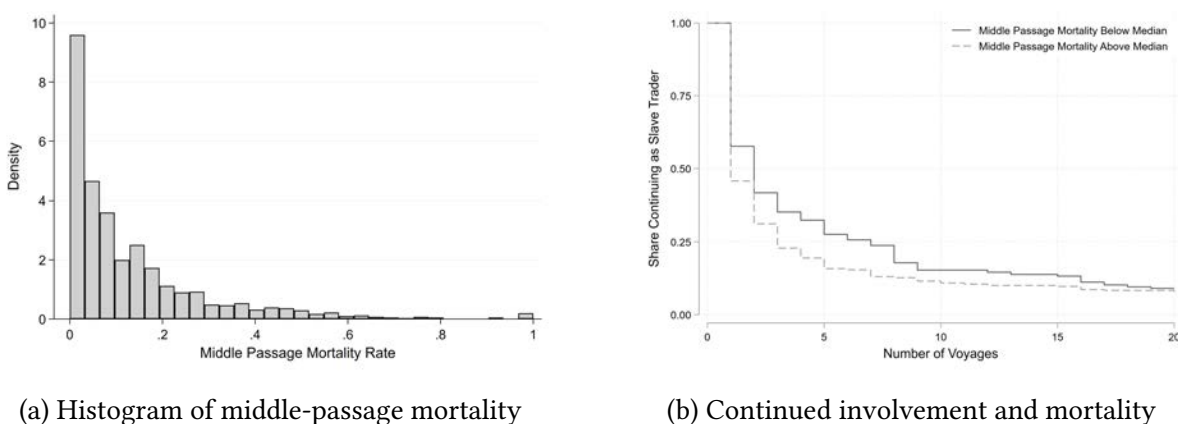 10
8
6
4
2
0
Density
0 .2 .4 .6 .8 1
Middle Passage Mortality Rate
(a) Histogram of middle-passage mortality
1.00
0.75
0.50
0.25
0.00
Share Continuing as Slave Trader
Middle Passage Mortality Below Median
Middle Passage Mortality Above Median
0 5 10 15 20
Number of Voyages
(b) Continued involvement and mortality